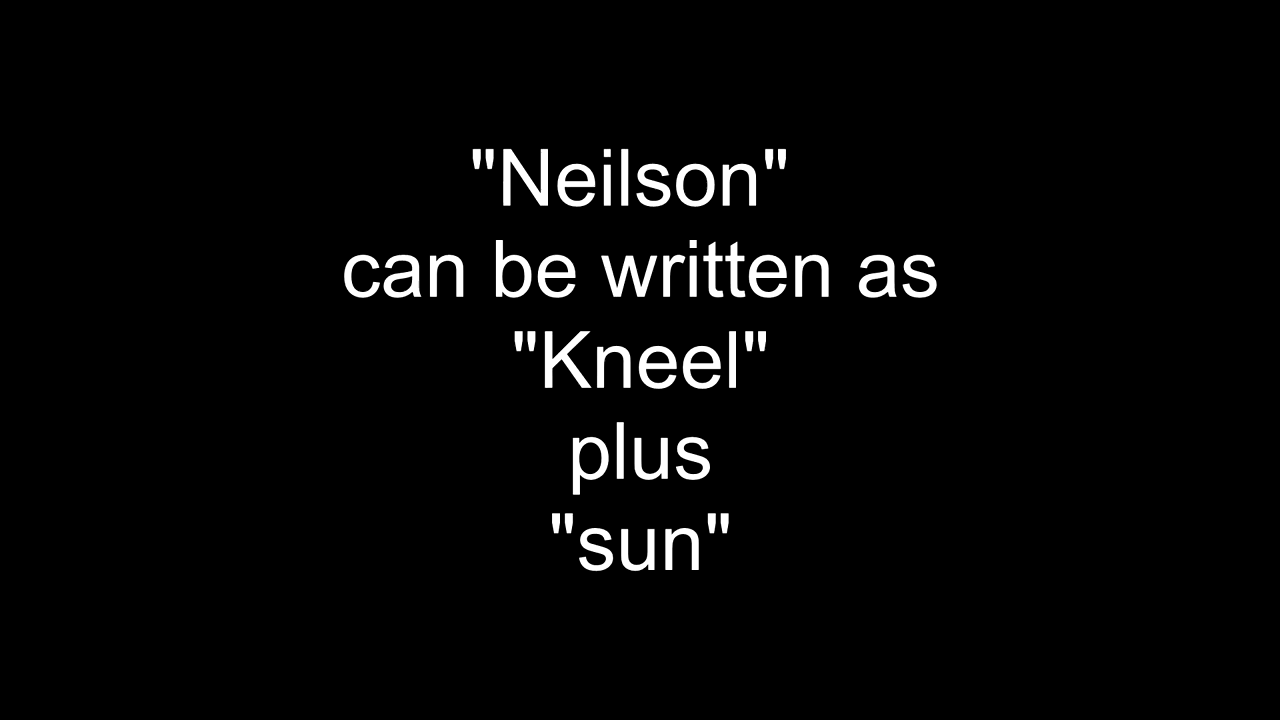 "Neilson"
can be written as
"Kneel"
plus
"sun"